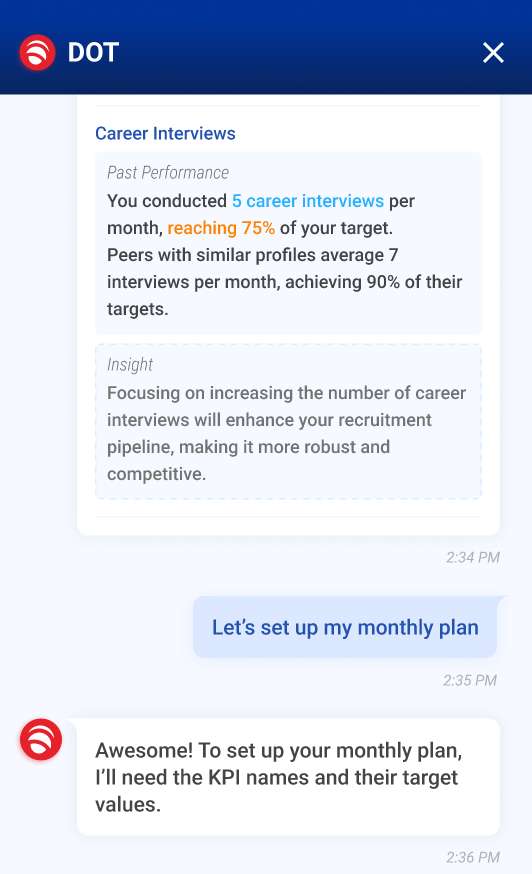 DOT
Career Interviews
Past Performance
You conducted 5 career interviews per
month, reaching 75% of your target.
Peers with similar profiles average 7
interviews per month, achieving 90% of their
targets.
Insight
Focusing on increasing the number of career
interviews will enhance your recruitment
pipeline, making it more robust and
competitive.
2:34 PM
Let’s set up my monthly plan
2:35 PM
Awesome! To set up your monthly plan,
I’ll need the KPI names and their target
values.
2:36 PM